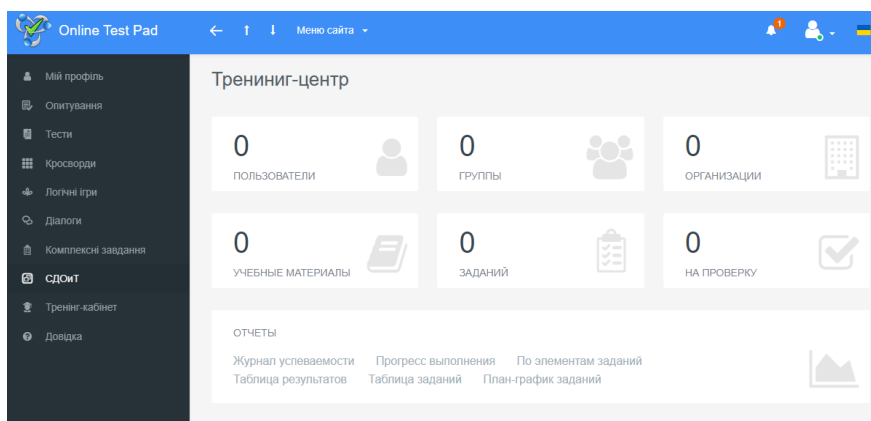 Online Test Pad
Меню сайта
1
Мій профіль
Опитування
Тести
Кросворди
Логічні ігри
Діалоги
Комплексні завдання
СДОиТ
Тренінг-кабінет
Довідка
Трениниг-центр
0
ПОЛЬЗОВАТЕЛИ
0
ГРУППЫ
0
ОРГАНИЗАЦИИ
0
УЧЕБНЫЕ МАТЕРИАЛЫ
0
ЗАДАНИЙ
0
НА ПРОВЕРКУ
ОТЧЕТЫ
Журнал успеваемости Прогресс выполнения По элементам заданий
Таблица результатов Таблица заданий План-график заданий